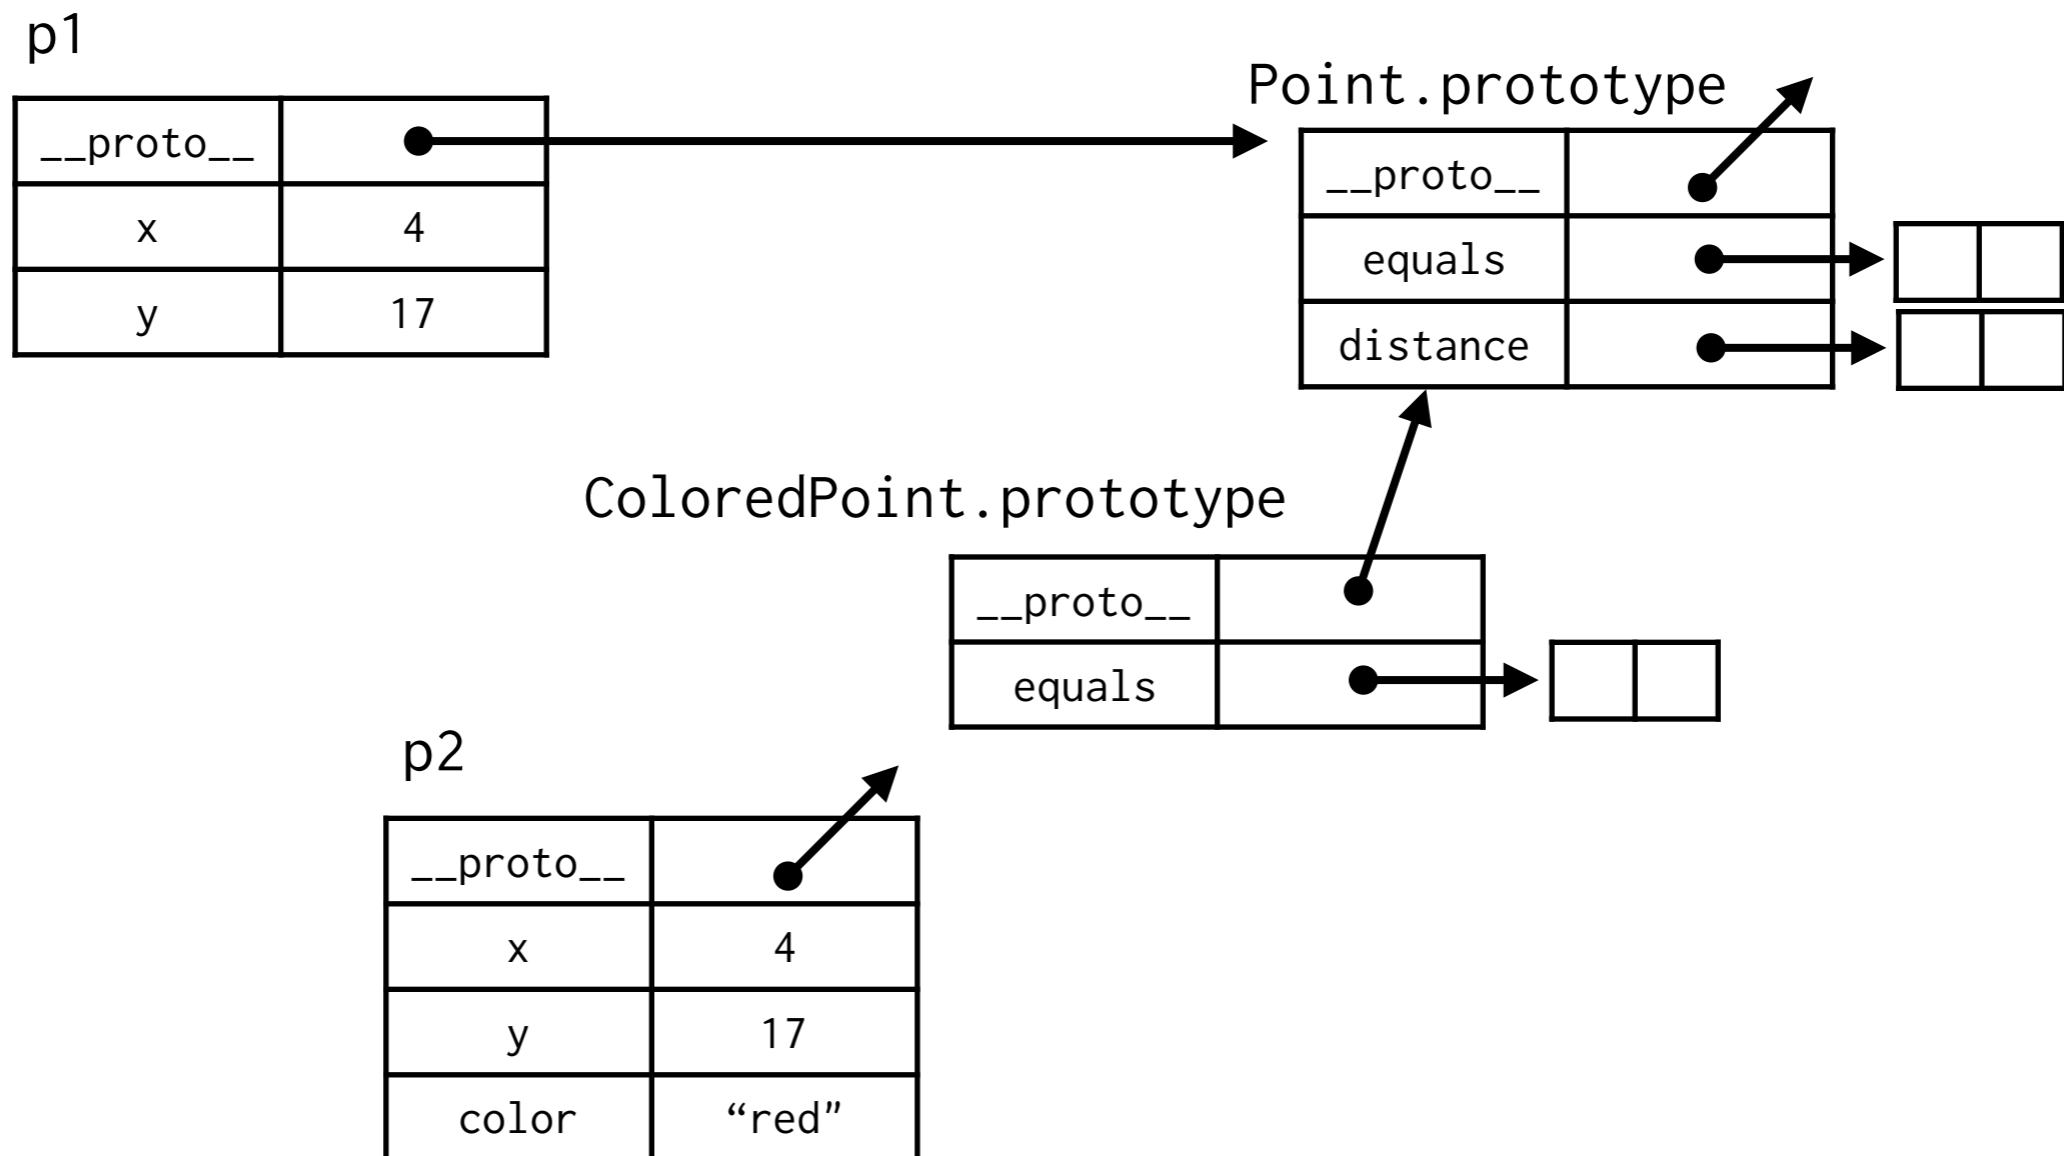 p1
__proto__
x 4
y 17
Point.prototype
__proto__
equals
distance
ColoredPoint.prototype
__proto__
equals
p2
__proto__
x 4
y 17
color “red”